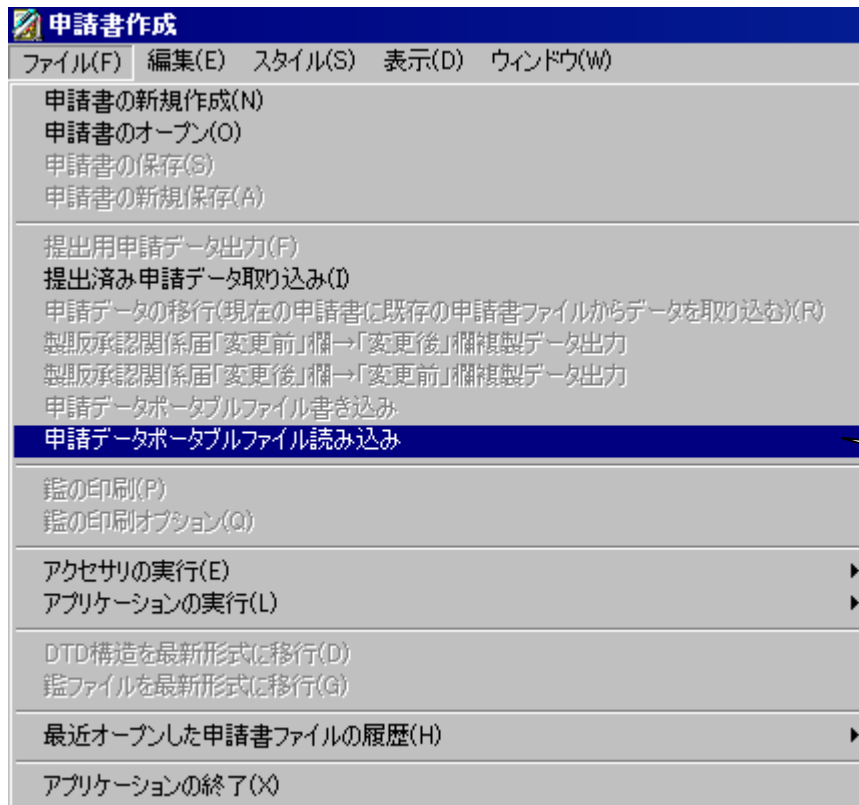 申請書作成
ファイル(F) 編集(E) スタイル(S) 表示(D) ウィンドウ(W)
申請書の新規作成(N)
申請書のオープン(O)
申請書の保存(S)
申請書の新規保存(A)
提出用申請データ出力(F)
提出済み申請データ取り込み(I)
申請データの移行(現在の申請書に既存の申請書ファイルからデータを取り込む)(R)
製販承認関係届「変更前」欄→「変更後」欄複製データ出力
製販承認関係届「変更後」欄→「変更前」欄複製データ出力
申請データポータブルファイル書き込み
申請データポータブルファイル読み込み
鑑の印刷(P)
鑑の印刷オプション(Q)
アクセサリの実行(E)
アプリケーションの実行(L)
DTD構造を最新形式に移行(D)
鑑ファイルを最新形式に移行(G)
最近オープンした申請書ファイルの履歴(H)
アプリケーションの終了(X)